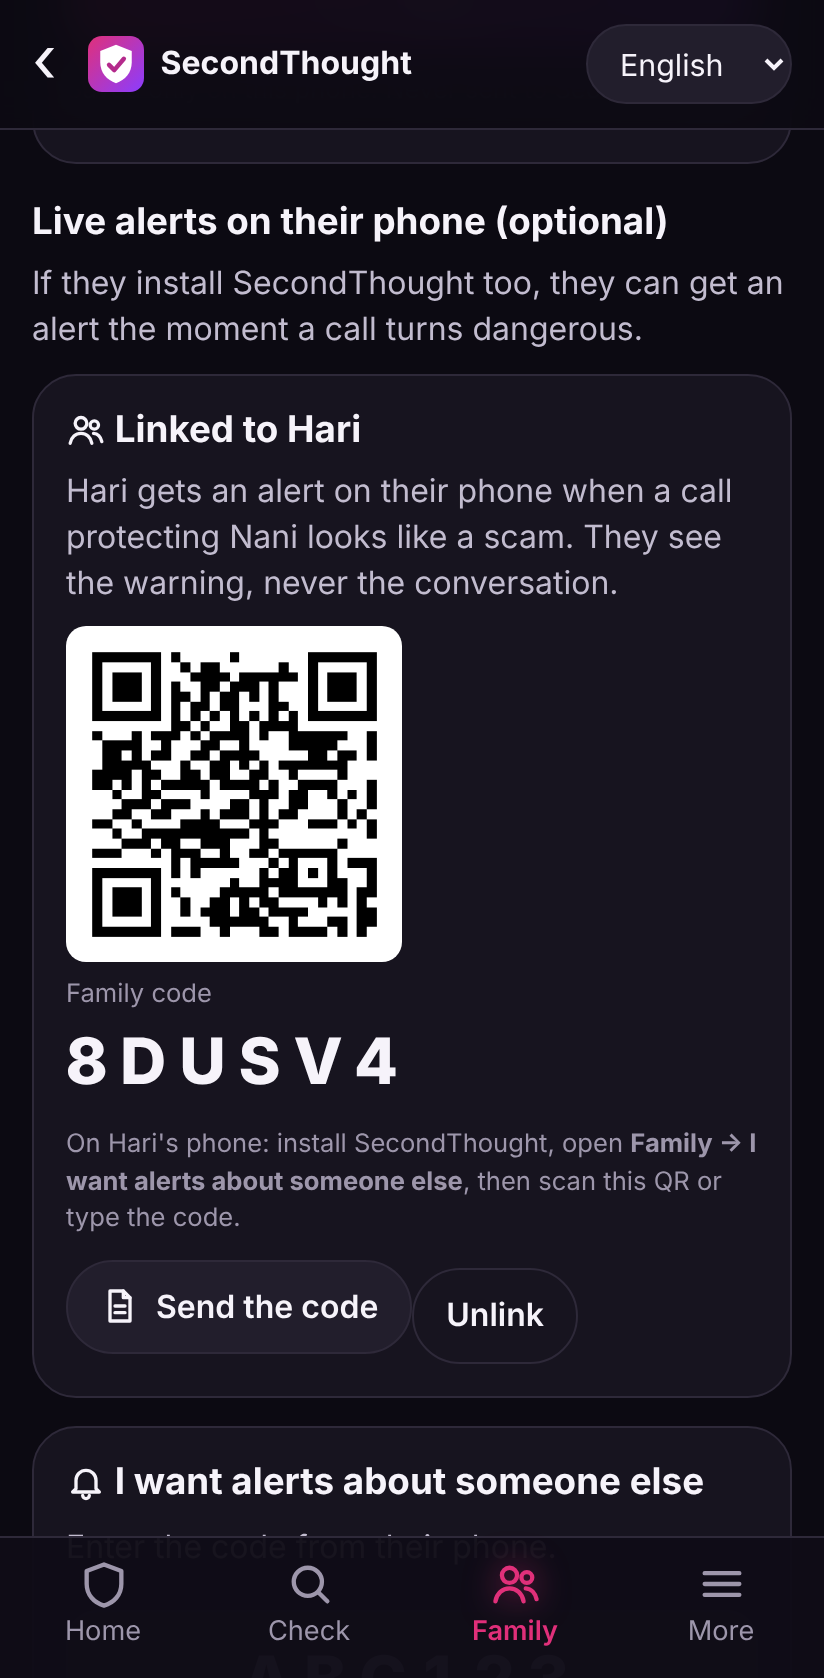 SecondThought
English
Live alerts on their phone (optional)
If they install SecondThought too, they can get an
alert the moment a call turns dangerous.
Linked to Hari
Hari gets an alert on their phone when a call
protecting Nani looks like a scam. They see
the warning, never the conversation.
Family code
8DUSV4
On Hari's phone: install SecondThought, open Family → I
want alerts about someone else, then scan this QR or
type the code.
Send the code
Unlink
I want alerts about someone else
Enter the code from their phone.
Home
Check
Family
More
ABC123